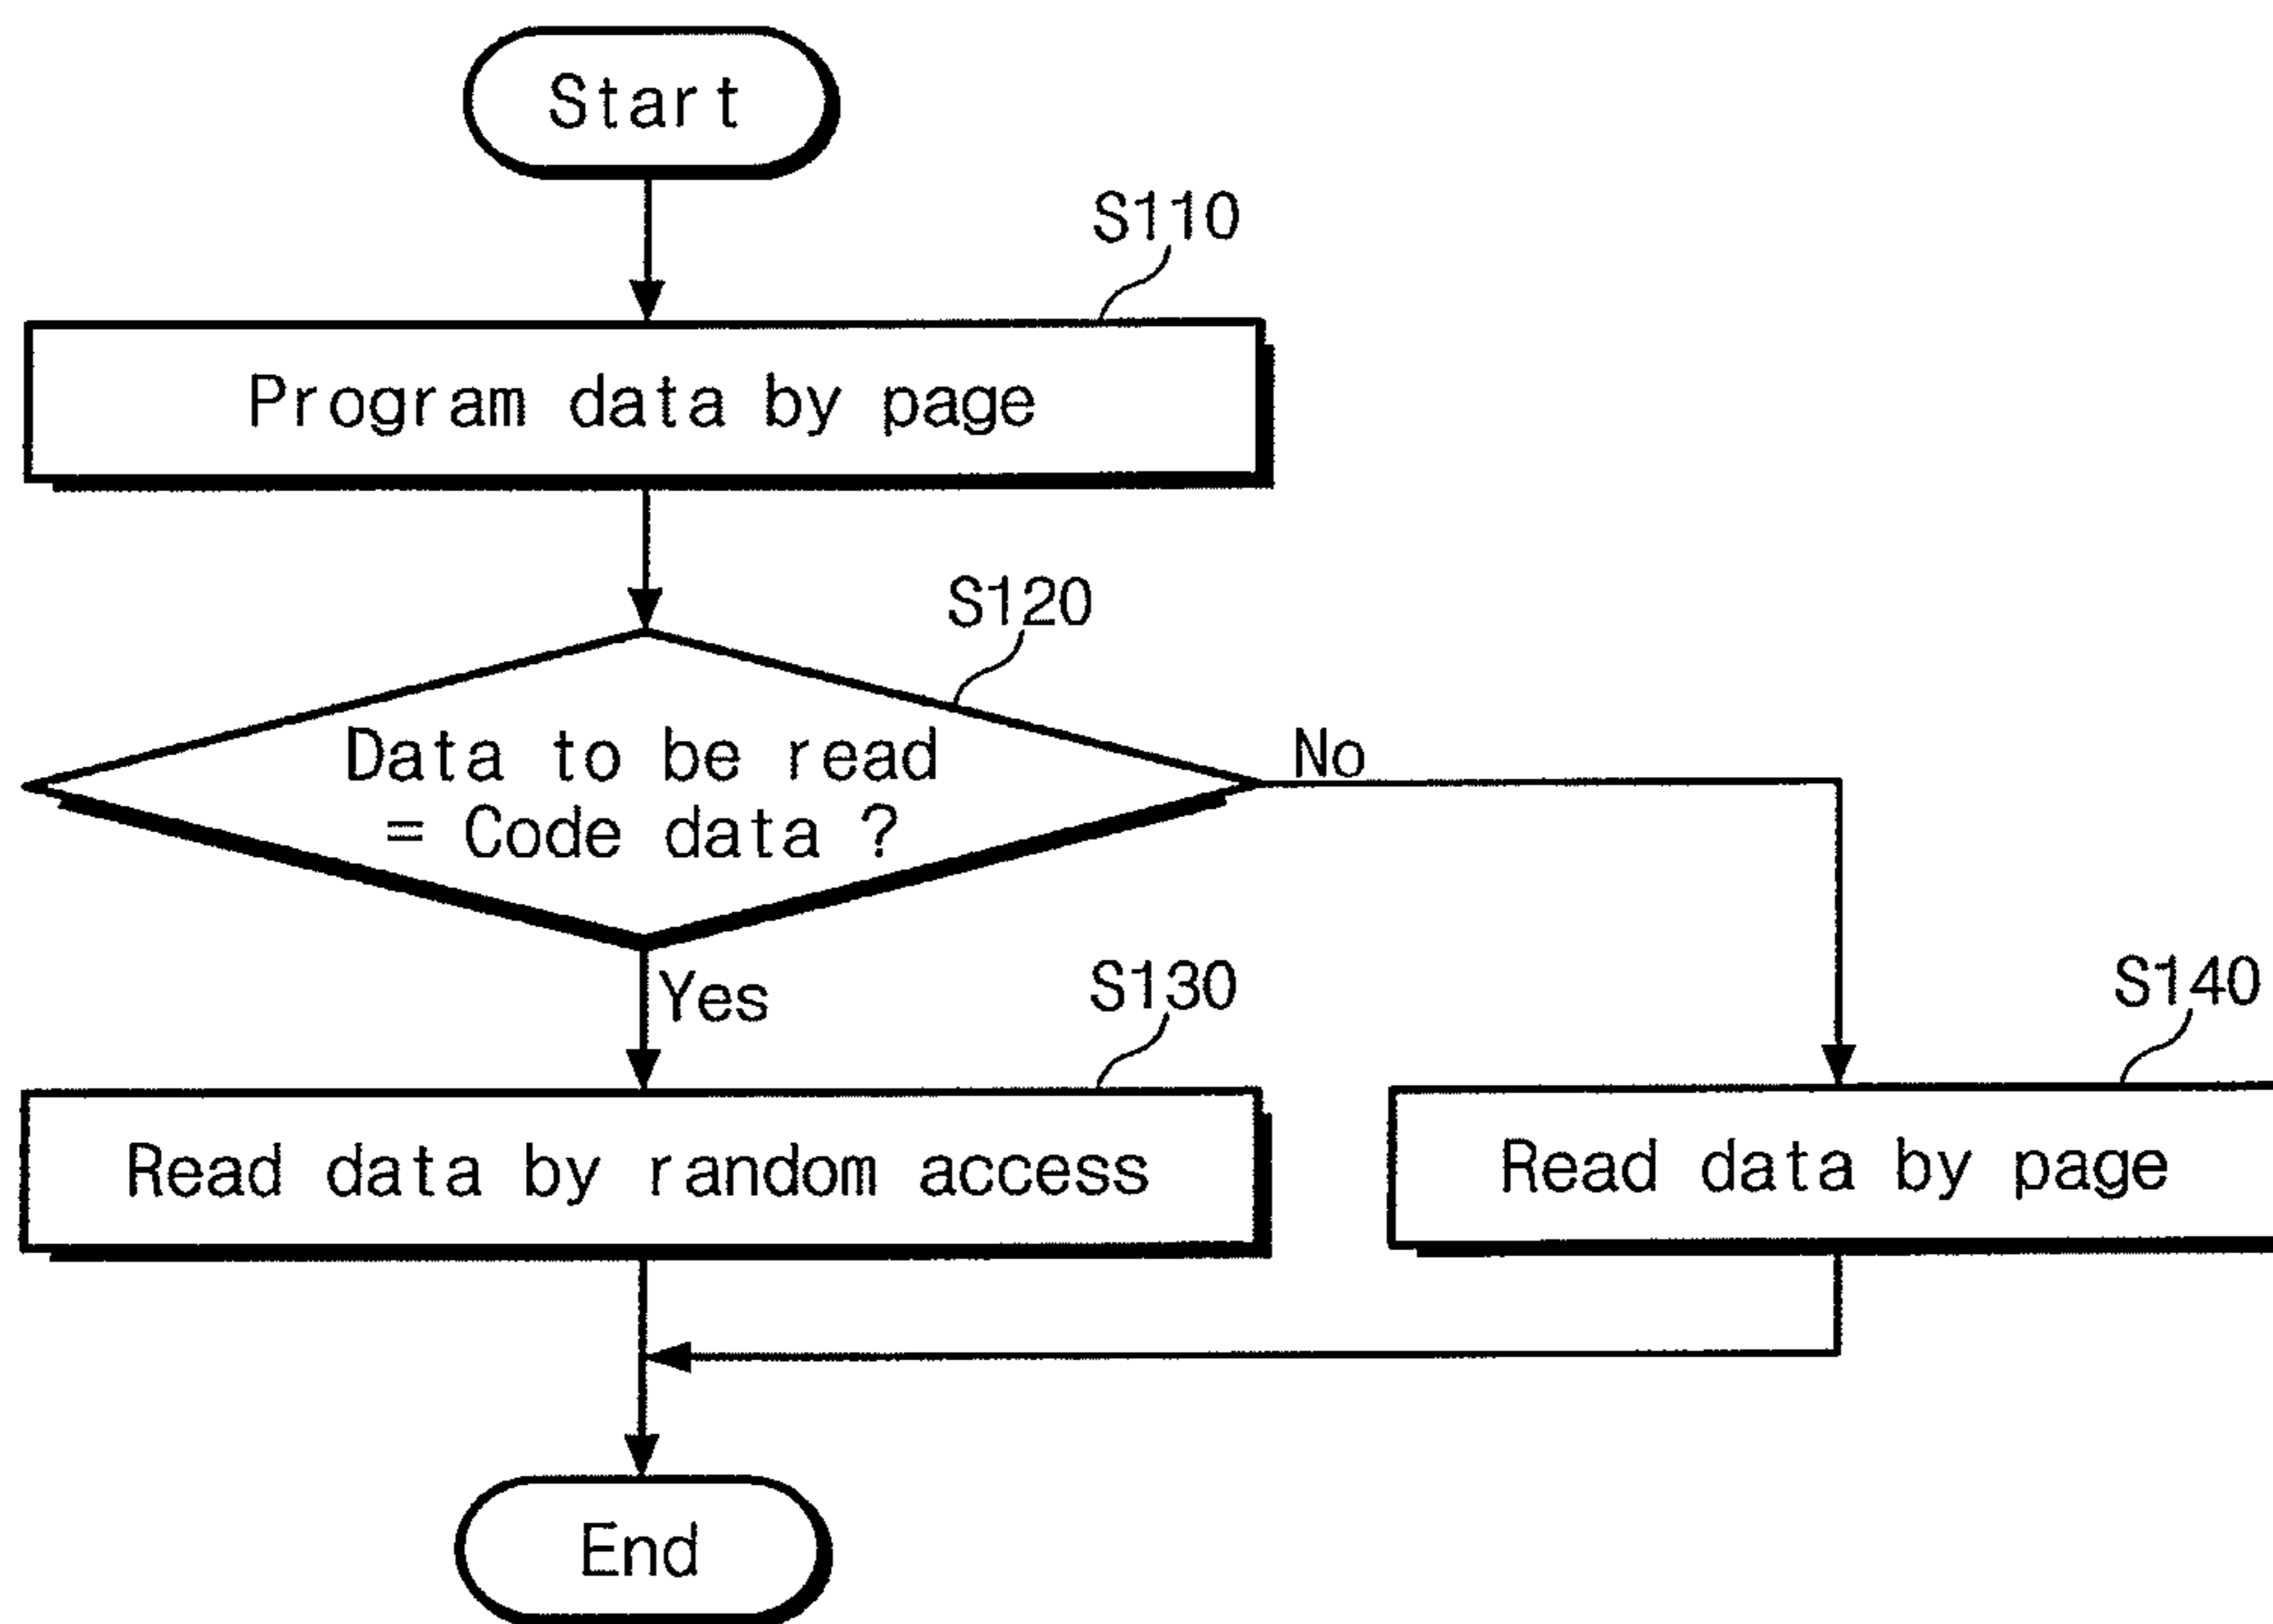 Start
S110
Program data by page
S120
Data to be read
= Code data ?
No
Yes
S130
Read data by random access
S140
Read data by page
End